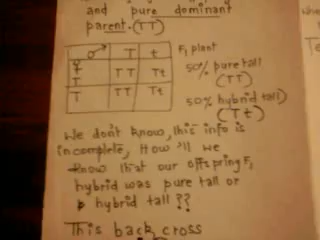 and pure dominant
parent. (TT)
♂ T t F₁ plant
♀
T TT Tt 50% pure tall
(TT)
T TT Tt 50% hybrid tall)
(Tt)
We don't know, this info is
incomplete, How 'll we
know that our offspring F₁
hybrid was pure tall or
hybrid tall ??
This back cross